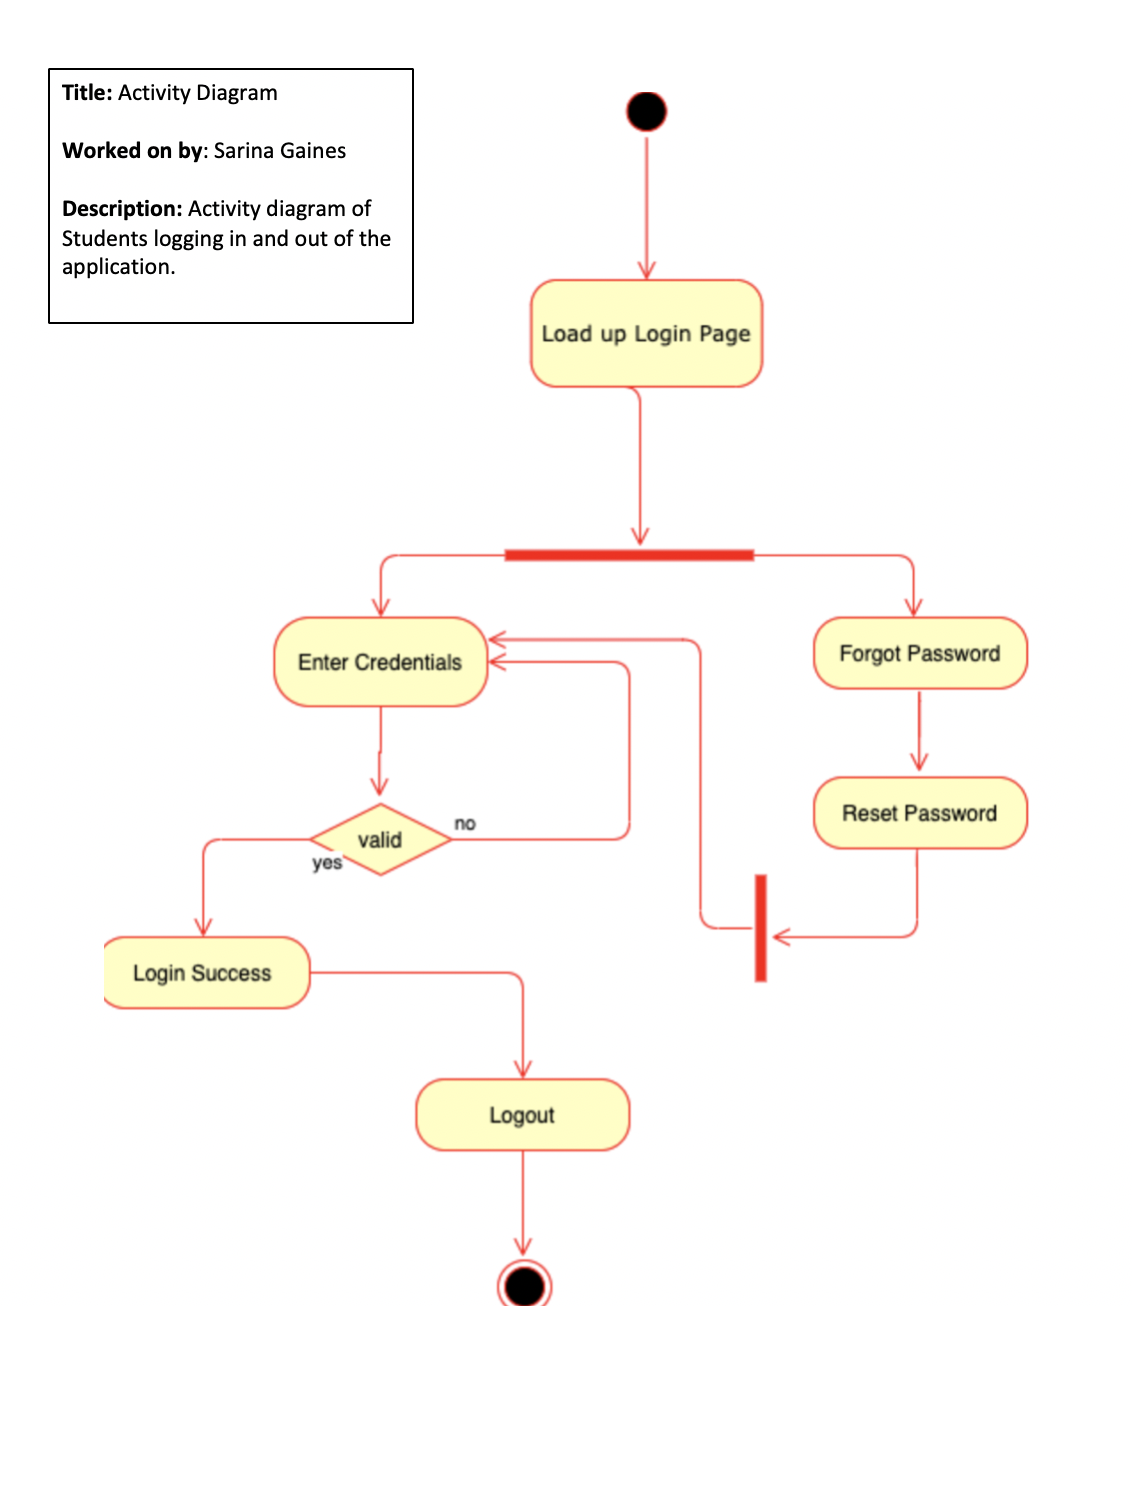 Title: Activity Diagram
Worked on by: Sarina Gaines
Description: Activity diagram of
Students logging in and out of the
application.
Load up Login Page
Enter Credentials
Forgot Password
valid
no
yes
Reset Password
Login Success
Logout